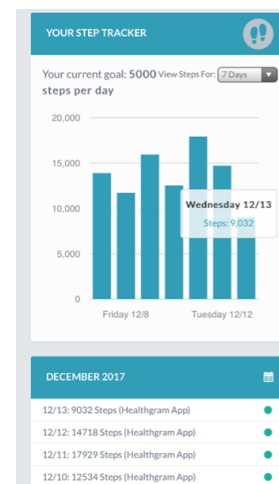 YOUR STEP TRACKER
Your current goal: 5000 View Steps For: 7 Days
steps per day
20,000
15,000
10,000
5,000
0
Wednesday 12/13
Steps: 9,032
Friday 12/8 Tuesday 12/12
DECEMBER 2017
12/13: 9032 Steps (Healthgram App)
12/12: 14718 Steps (Healthgram App)
12/11: 17929 Steps (Healthgram App)
12/10: 12534 Steps (Healthgram App)